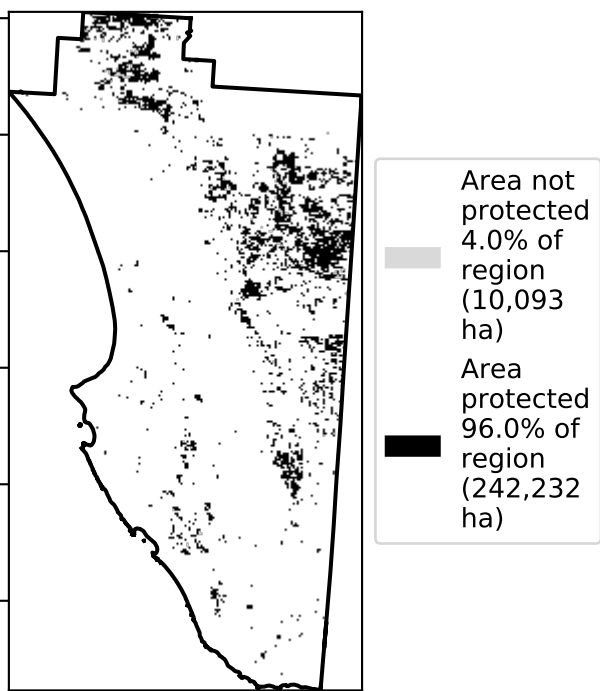 Area not
protected
4.0% of
region
(10,093
ha)
Area
protected
96.0% of
region
(242,232
ha)